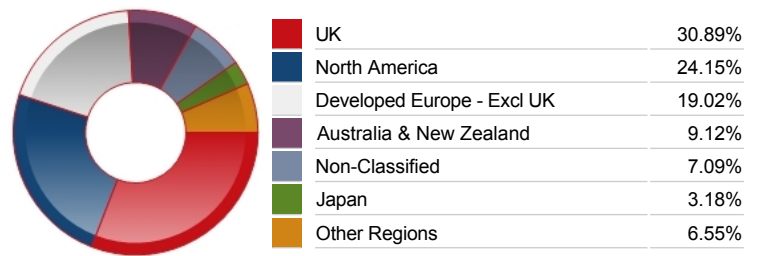 UK 30.89%
North America 24.15%
Developed Europe - Excl UK 19.02%
Australia & New Zealand 9.12%
Non-Classified 7.09%
Japan 3.18%
Other Regions 6.55%